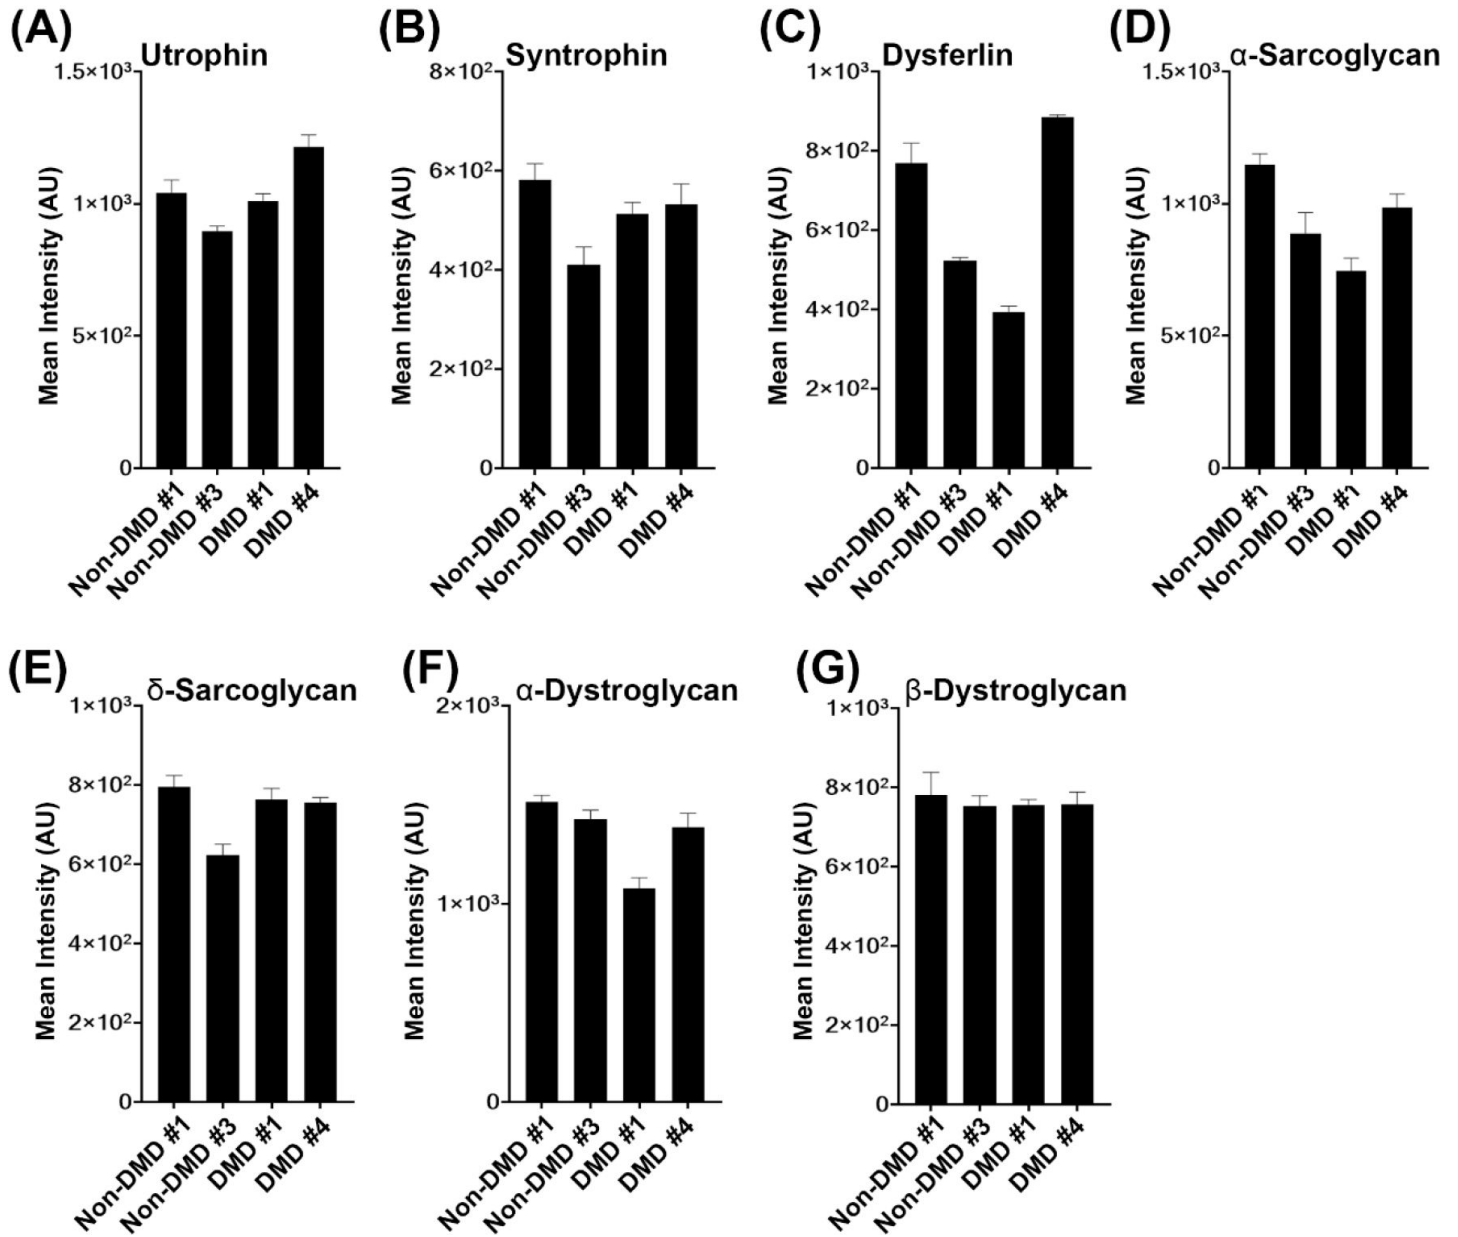 (A)
Utrophin
Mean Intensity (AU)
1.5×10³
1×10³
5×10²
0
Non-DMD #1
Non-DMD #3
DMD #1
DMD #4
(B)
Syntrophin
Mean Intensity (AU)
8×10²
6×10²
4×10²
2×10²
0
Non-DMD #1
Non-DMD #3
DMD #1
DMD #4
(C)
Dysferlin
Mean Intensity (AU)
1×10³
8×10²
6×10²
4×10²
2×10²
0
Non-DMD #1
Non-DMD #3
DMD #1
DMD #4
(D)
α-Sarcoglycan
Mean Intensity (AU)
1.5×10³
1×10³
5×10²
0
Non-DMD #1
Non-DMD #3
DMD #1
DMD #4
(E)
δ-Sarcoglycan
Mean Intensity (AU)
1×10³
8×10²
6×10²
4×10²
2×10²
0
Non-DMD #1
Non-DMD #3
DMD #1
DMD #4
(F)
α-Dystroglycan
Mean Intensity (AU)
2×10³
1×10³
0
Non-DMD #1
Non-DMD #3
DMD #1
DMD #4
(G)
β-Dystroglycan
Mean Intensity (AU)
1×10³
8×10²
6×10²
4×10²
2×10²
0
Non-DMD #1
Non-DMD #3
DMD #1
DMD #4